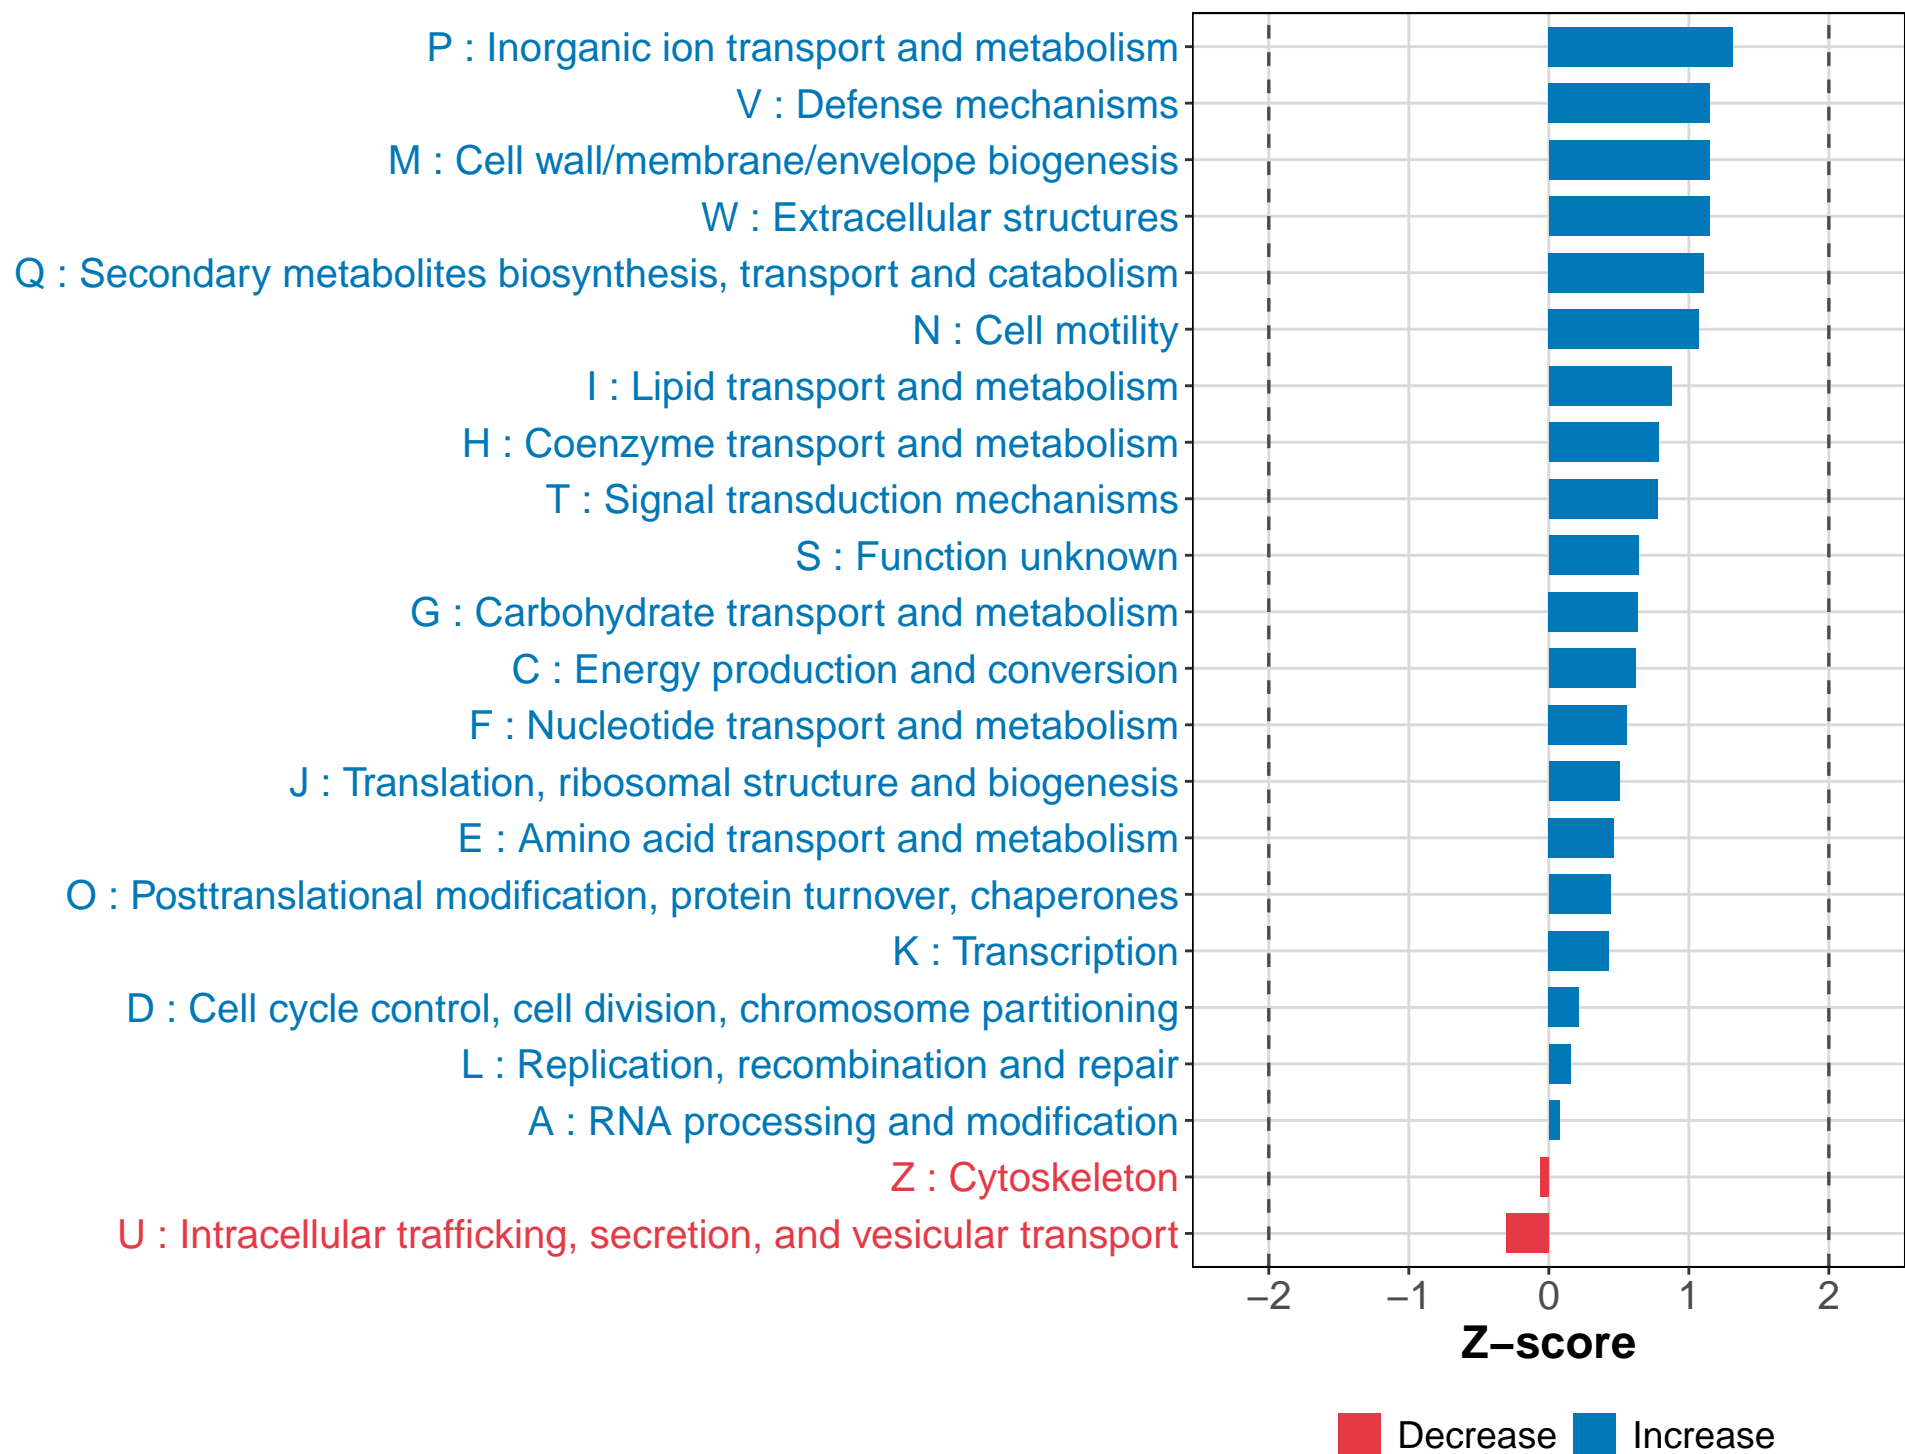 P : Inorganic ion transport and metabolism
V : Defense mechanisms
M : Cell wall/membrane/envelope biogenesis
W : Extracellular structures
Q : Secondary metabolites biosynthesis, transport and catabolism
N : Cell motility
I : Lipid transport and metabolism
H : Coenzyme transport and metabolism
T : Signal transduction mechanisms
S : Function unknown
G : Carbohydrate transport and metabolism
C : Energy production and conversion
F : Nucleotide transport and metabolism
J : Translation, ribosomal structure and biogenesis
E : Amino acid transport and metabolism
O : Posttranslational modification, protein turnover, chaperones
K : Transcription
D : Cell cycle control, cell division, chromosome partitioning
L : Replication, recombination and repair
A : RNA processing and modification
Z : Cytoskeleton
U : Intracellular trafficking, secretion, and vesicular transport
−2 −1 0 1 2
Z−score
Decrease Increase